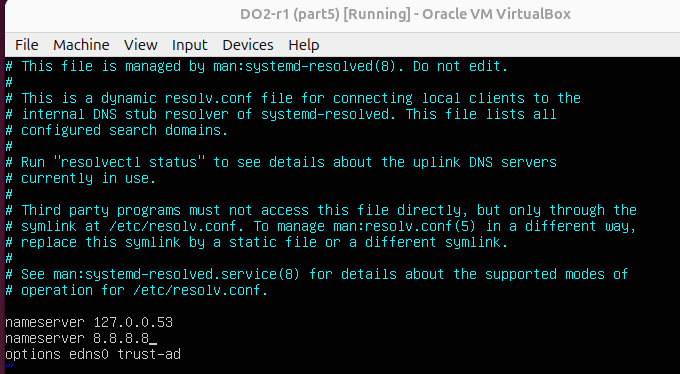 DO2-r1 (part5) [Running] - Oracle VM VirtualBox
File Machine View Input Devices Help
# This file is managed by man:systemd-resolved(8). Do not edit.
#
# This is a dynamic resolv.conf file for connecting local clients to the
# internal DNS stub resolver of systemd-resolved. This file lists all
# configured search domains.
#
# Run "resolvectl status" to see details about the uplink DNS servers
# currently in use.
#
# Third party programs must not access this file directly, but only through the
# symlink at /etc/resolv.conf. To manage man:resolv.conf(5) in a different way,
# replace this symlink by a static file or a different symlink.
#
# See man:systemd-resolved.service(8) for details about the supported modes of
# operation for /etc/resolv.conf.
nameserver 127.0.0.53
nameserver 8.8.8.8
options edns0 trust-ad
~